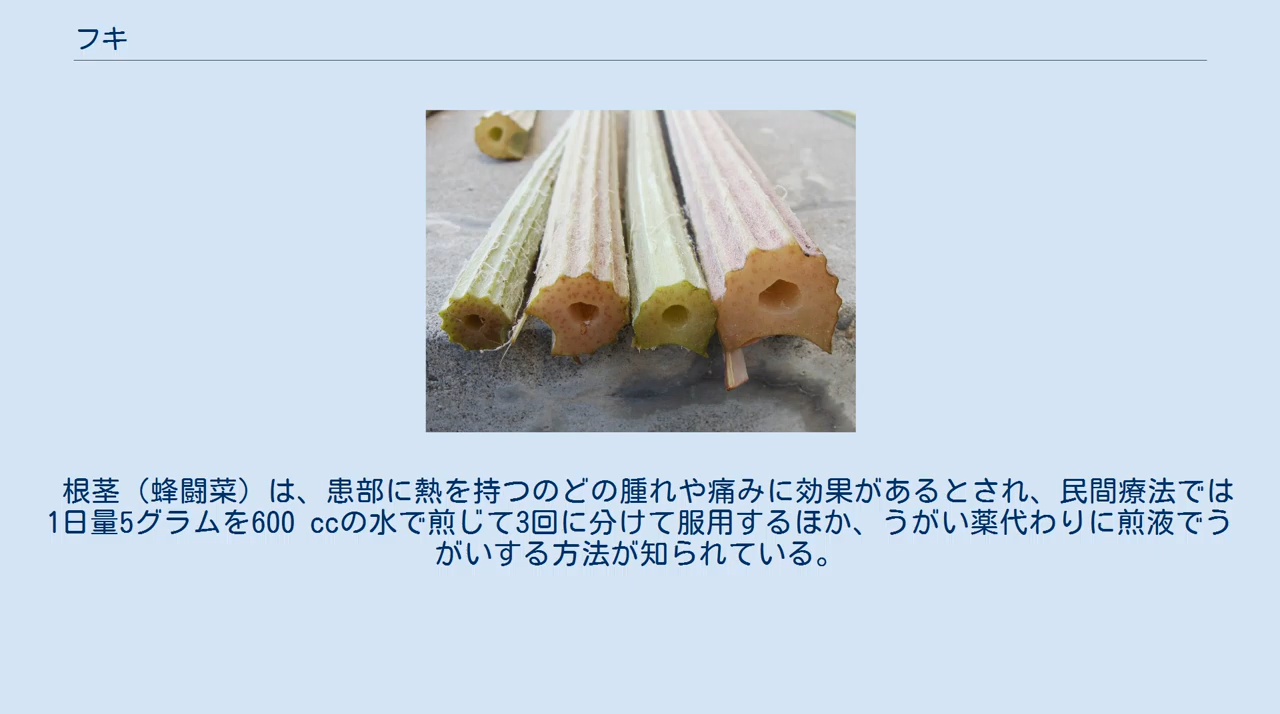 フキ
根茎（蜂闘菜）は、患部に熱を持つのどの腫れや痛みに効果があるとされ、民間療法では
1日量5グラムを600 ccの水で煎じて3回に分けて服用するほか、うがい薬代わりに煎液でう
がいする方法が知られている。